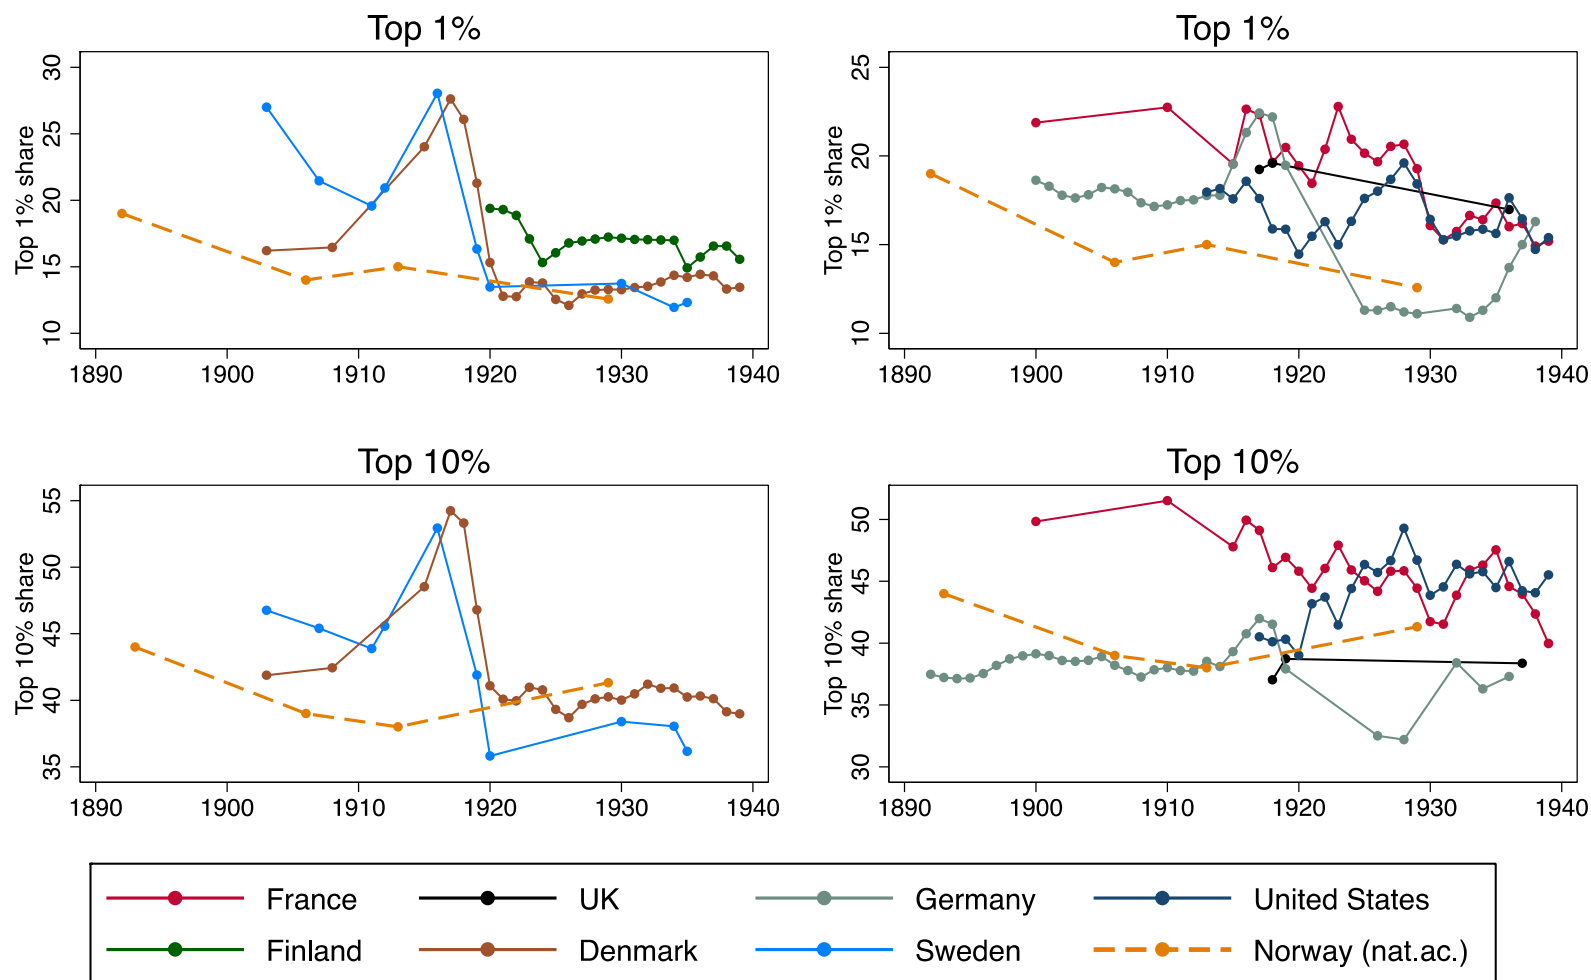 Top 1%
Top 1% share
30
25
20
15
10
1890 1900 1910 1920 1930 1940
Top 1%
Top 1% share
25
20
15
10
1890 1900 1910 1920 1930 1940
Top 10%
Top 10% share
55
50
45
40
35
1890 1900 1910 1920 1930 1940
Top 10%
Top 10% share
50
45
40
35
30
1890 1900 1910 1920 1930 1940
France UK Germany United States
Finland Denmark Sweden Norway (nat.ac.)